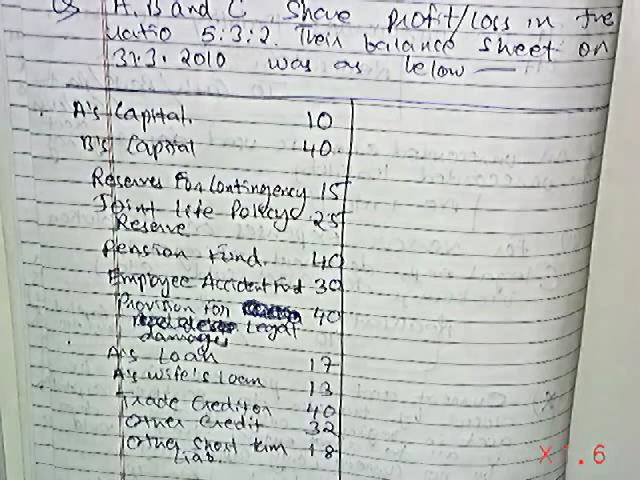 Q A, B and C share profit/loss in the
ratio 5:3:2. Their balance sheet on
31.3.2010 was as below —
A's Capital. 10
B's Capital 40
Reserves For Contingency 15
Joint Life Policy 25
Reserve
Pension Fund. 40
Employee Accident Fund 30
Provision For 40
Legal
damages
A's Loan 17
A's wife's Loan 13
Trade Creditor 40
Other Credit 32
Other Short term 18
Liab.